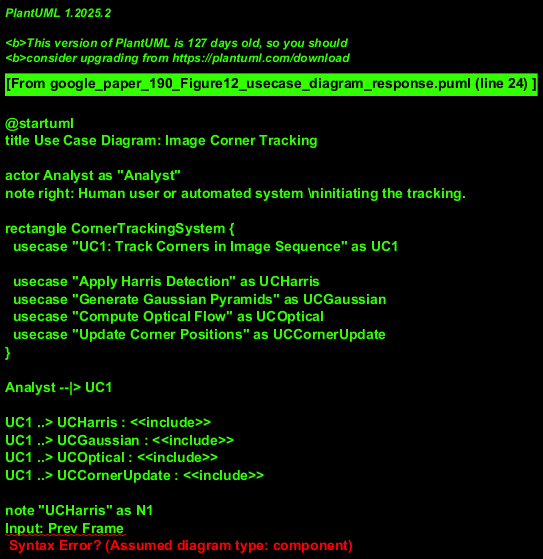 PlantUML 1.2025.2
<b>This version of PlantUML is 127 days old, so you should
<b>consider upgrading from https://plantuml.com/download
[From google_paper_190_Figure12_usecase_diagram_response.puml (line 24) ]
@startuml
title Use Case Diagram: Image Corner Tracking
actor Analyst as "Analyst"
note right: Human user or automated system \ninitiating the tracking.
rectangle CornerTrackingSystem {
usecase "UC1: Track Corners in Image Sequence" as UC1
usecase "Apply Harris Detection" as UCHarris
usecase "Generate Gaussian Pyramids" as UCGaussian
usecase "Compute Optical Flow" as UCOptical
usecase "Update Corner Positions" as UCCornerUpdate
}
Analyst --|> UC1
UC1 ..> UCHarris : <<include>>
UC1 ..> UCGaussian : <<include>>
UC1 ..> UCOptical : <<include>>
UC1 ..> UCCornerUpdate : <<include>>
note "UCHarris" as N1
Input: Prev Frame
Syntax Error? (Assumed diagram type: component)